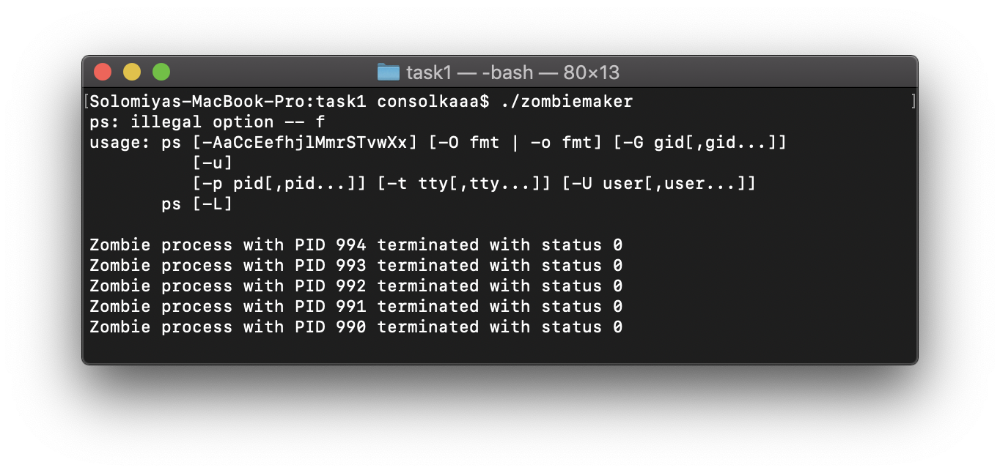 task1 — -bash — 80×13
[Solomiyas-MacBook-Pro:task1 consolkaaa$ ./zombiemaker ]
ps: illegal option -- f
usage: ps [-AaCcEefhjlMmrSTvwXx] [-O fmt | -o fmt] [-G gid[,gid...]]
          [-u]
          [-p pid[,pid...]] [-t tty[,tty...]] [-U user[,user...]]
       ps [-L]
Zombie process with PID 994 terminated with status 0
Zombie process with PID 993 terminated with status 0
Zombie process with PID 992 terminated with status 0
Zombie process with PID 991 terminated with status 0
Zombie process with PID 990 terminated with status 0